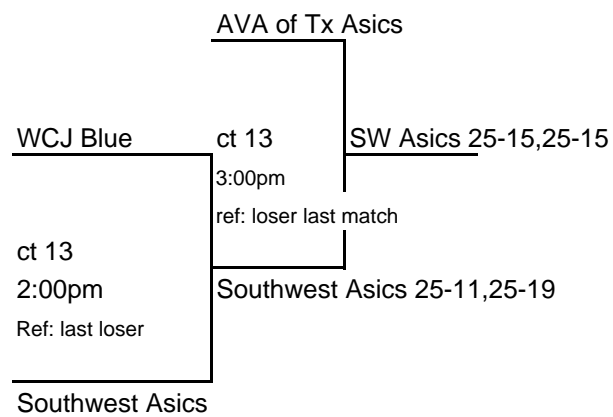 AVA of Tx Asics
WCJ Blue
ct 13
SW Asics 25-15,25-15
3:00pm
ref: loser last match
ct 13
2:00pm
Southwest Asics 25-11,25-19
Ref: last loser
Southwest Asics